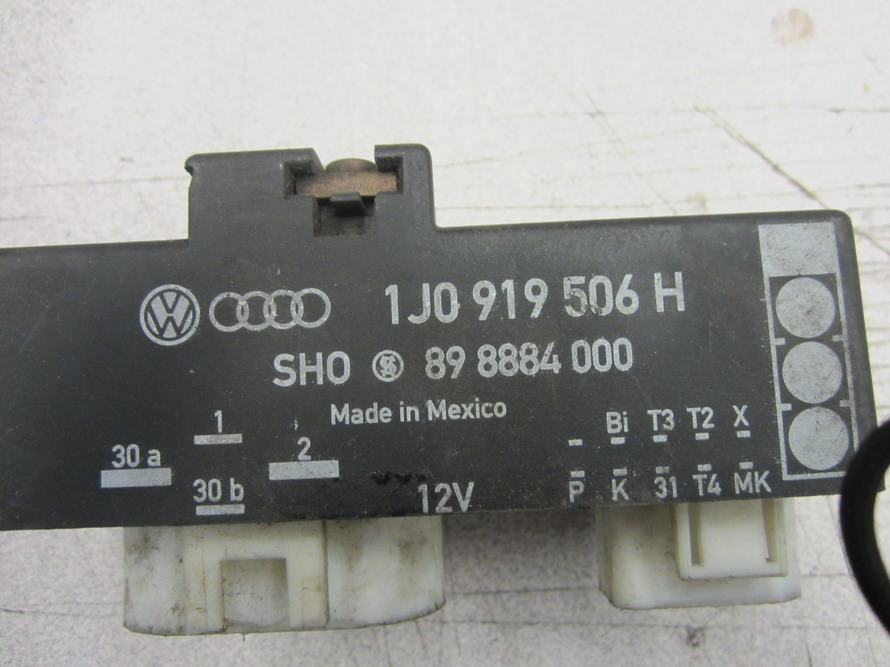 1J0 919 506 H
SHO 89 8884 000
Made in Mexico
1
2
30 a
30 b
12V
- Bi T3 T2 X
P K 31 T4 MK